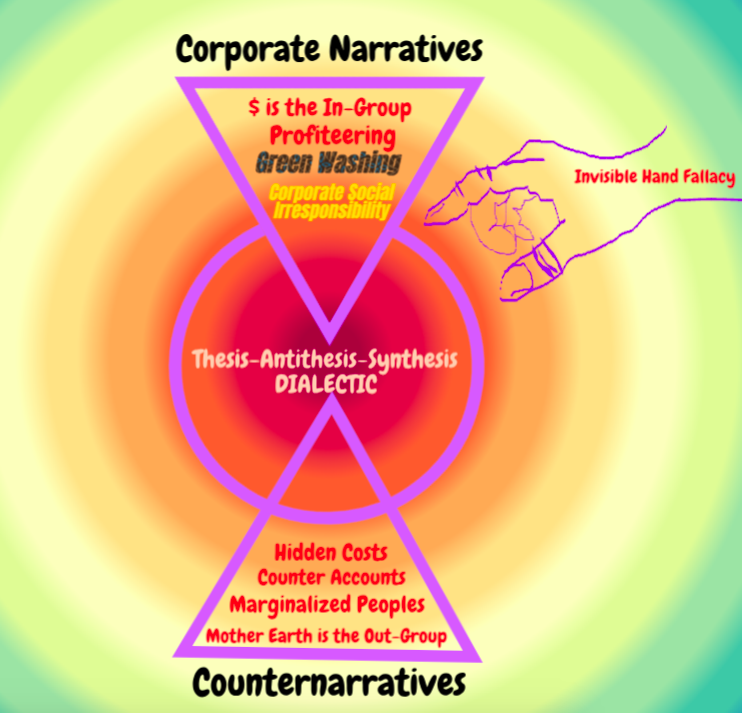 Corporate Narratives
$ is the In-Group
Profiteering
Green Washing
Corporate Social
Irresponsibility
Invisible Hand Fallacy
Thesis-Antithesis-Synthesis
DIALECTIC
Hidden Costs
Counter Accounts
Marginalized Peoples
Mother Earth is the Out-Group
Counternarratives